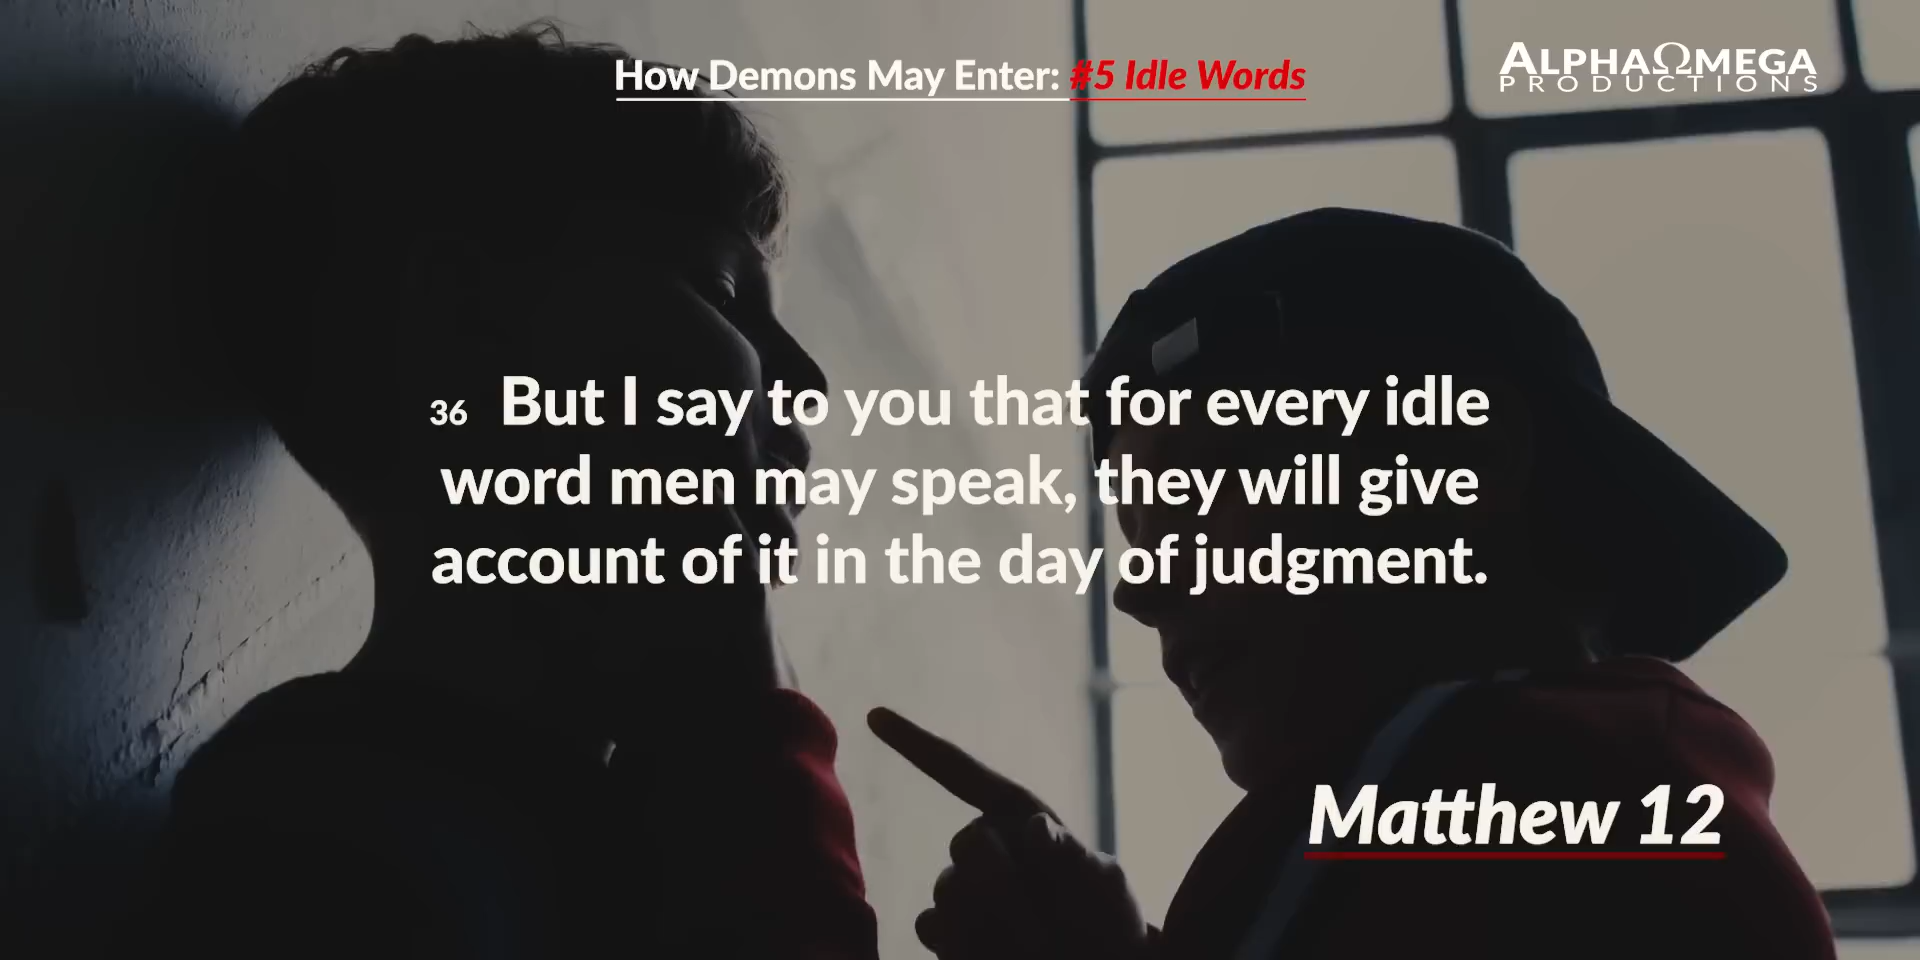 How Demons May Enter: #5 Idle Words
ALPHAΩMEGA
PRODUCTIONS
36 But I say to you that for every idle
word men may speak, they will give
account of it in the day of judgment.
Matthew 12